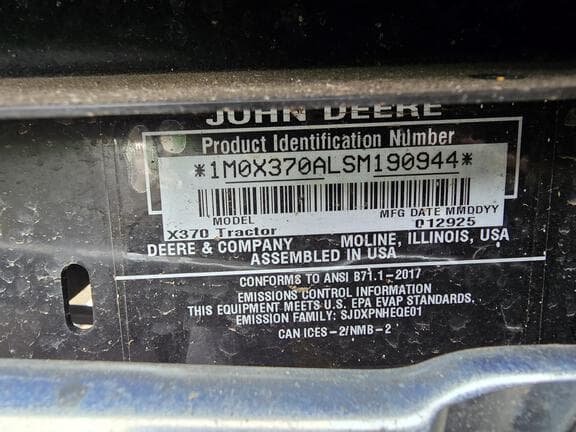 JOHN DEERE
Product Identification Number
*1M0X370ALSM190944*
MODEL MFG DATE MMDDYY
X370 Tractor 012925
DEERE & COMPANY MOLINE, ILLINOIS, USA
ASSEMBLED IN USA
CONFORMS TO ANSI B71.1-2017
EMISSIONS CONTROL INFORMATION
THIS EQUIPMENT MEETS U.S. EPA EVAP STANDARDS.
EMISSION FAMILY: SJDXPNHEQE01
CAN ICES-2/NMB-2